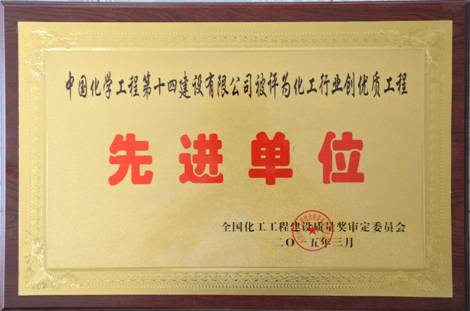 中国化学工程第十四建设有限公司被评为化工行业创优质工程
先进单位
全国化工工程建设质量奖审定委员会
二〇一五年三月